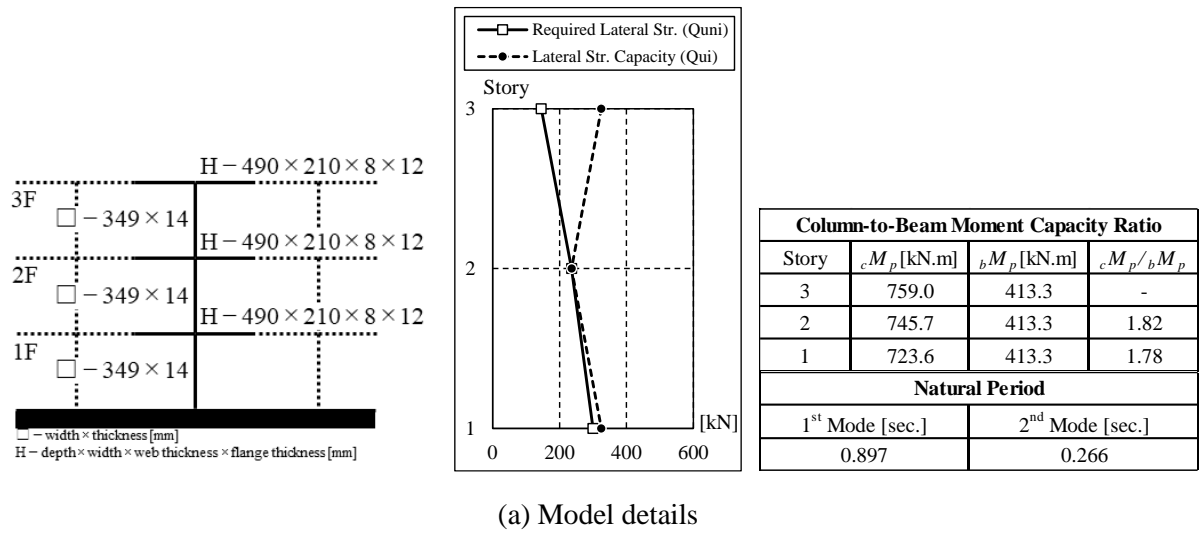 H－490×210×8×12
3F
□－349×14
H－490×210×8×12
2F
□－349×14
H－490×210×8×12
1F
□－349×14
□－width×thickness[mm]
H－depth×width×web thickness×flange thickness[mm]
Required Lateral Str. (Quni)
Lateral Str. Capacity (Qui)
Story
3
0 200 400 600
2
[kN]
1
0 200 400 600
Column-to-Beam Moment Capacity Ratio
Story cMp[kN.m] bMp[kN.m] cMp/bMp
3 759.0 413.3 -
2 745.7 413.3 1.82
1 723.6 413.3 1.78
Natural Period
1st Mode [sec.] 2nd Mode [sec.]
0.897 0.266
(a) Model details